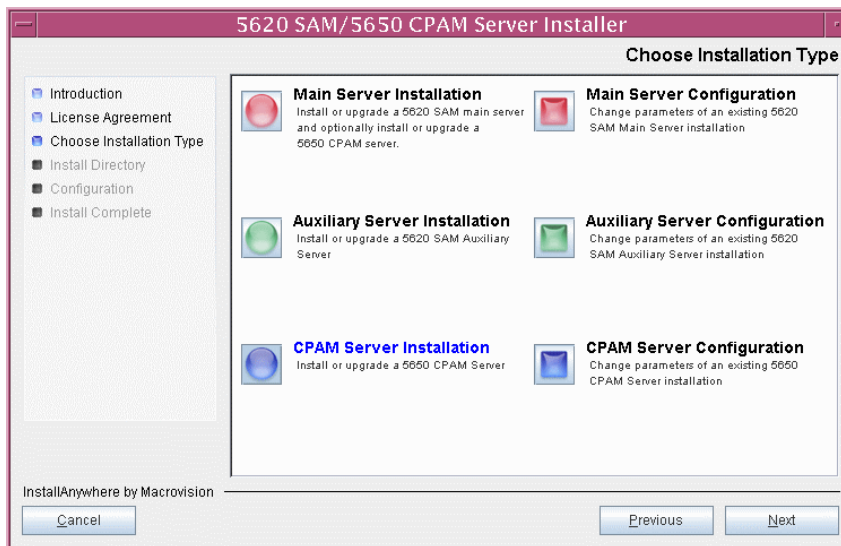 5620 SAM/5650 CPAM Server Installer
Choose Installation Type
Introduction
License Agreement
Choose Installation Type
Install Directory
Configuration
Install Complete
Main Server Installation
Install or upgrade a 5620 SAM main server
and optionally install or upgrade a
5650 CPAM server.
Main Server Configuration
Change parameters of an existing 5620
SAM Main Server installation
Auxiliary Server Installation
Install or upgrade a 5620 SAM Auxiliary
Server
Auxiliary Server Configuration
Change parameters of an existing 5620
SAM Auxiliary Server installation
CPAM Server Installation
Install or upgrade a 5650 CPAM Server
CPAM Server Configuration
Change parameters of an existing 5650
CPAM Server installation
InstallAnywhere by Macrovision
Cancel
Previous
Next